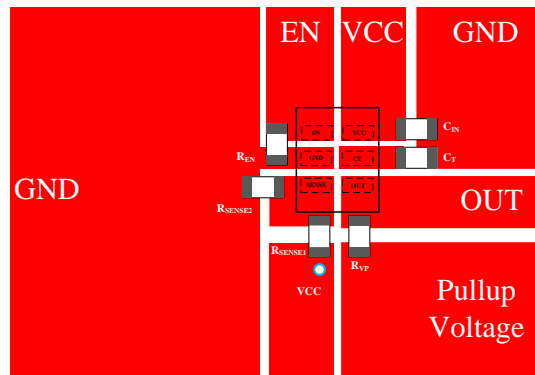 EN
VCC
GND
EN
VCC
C_IN
R_EN
GND
CT
C_T
GND
SENSE
OUT
OUT
R_SENSE2
R_SENSE1
R_VP
VCC
Pullup
Voltage